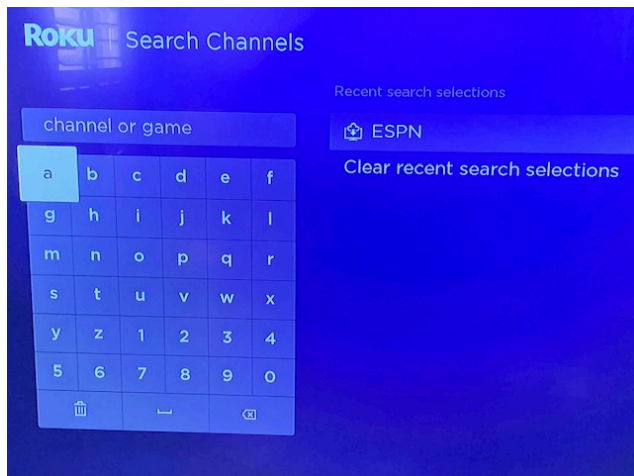 Roku Search Channels
Recent search selections
channel or game
ESPN
Clear recent search selections
a b c d e f
g h i j k l
m n o p q r
s t u v w x
y z 1 2 3 4
5 6 7 8 9 0